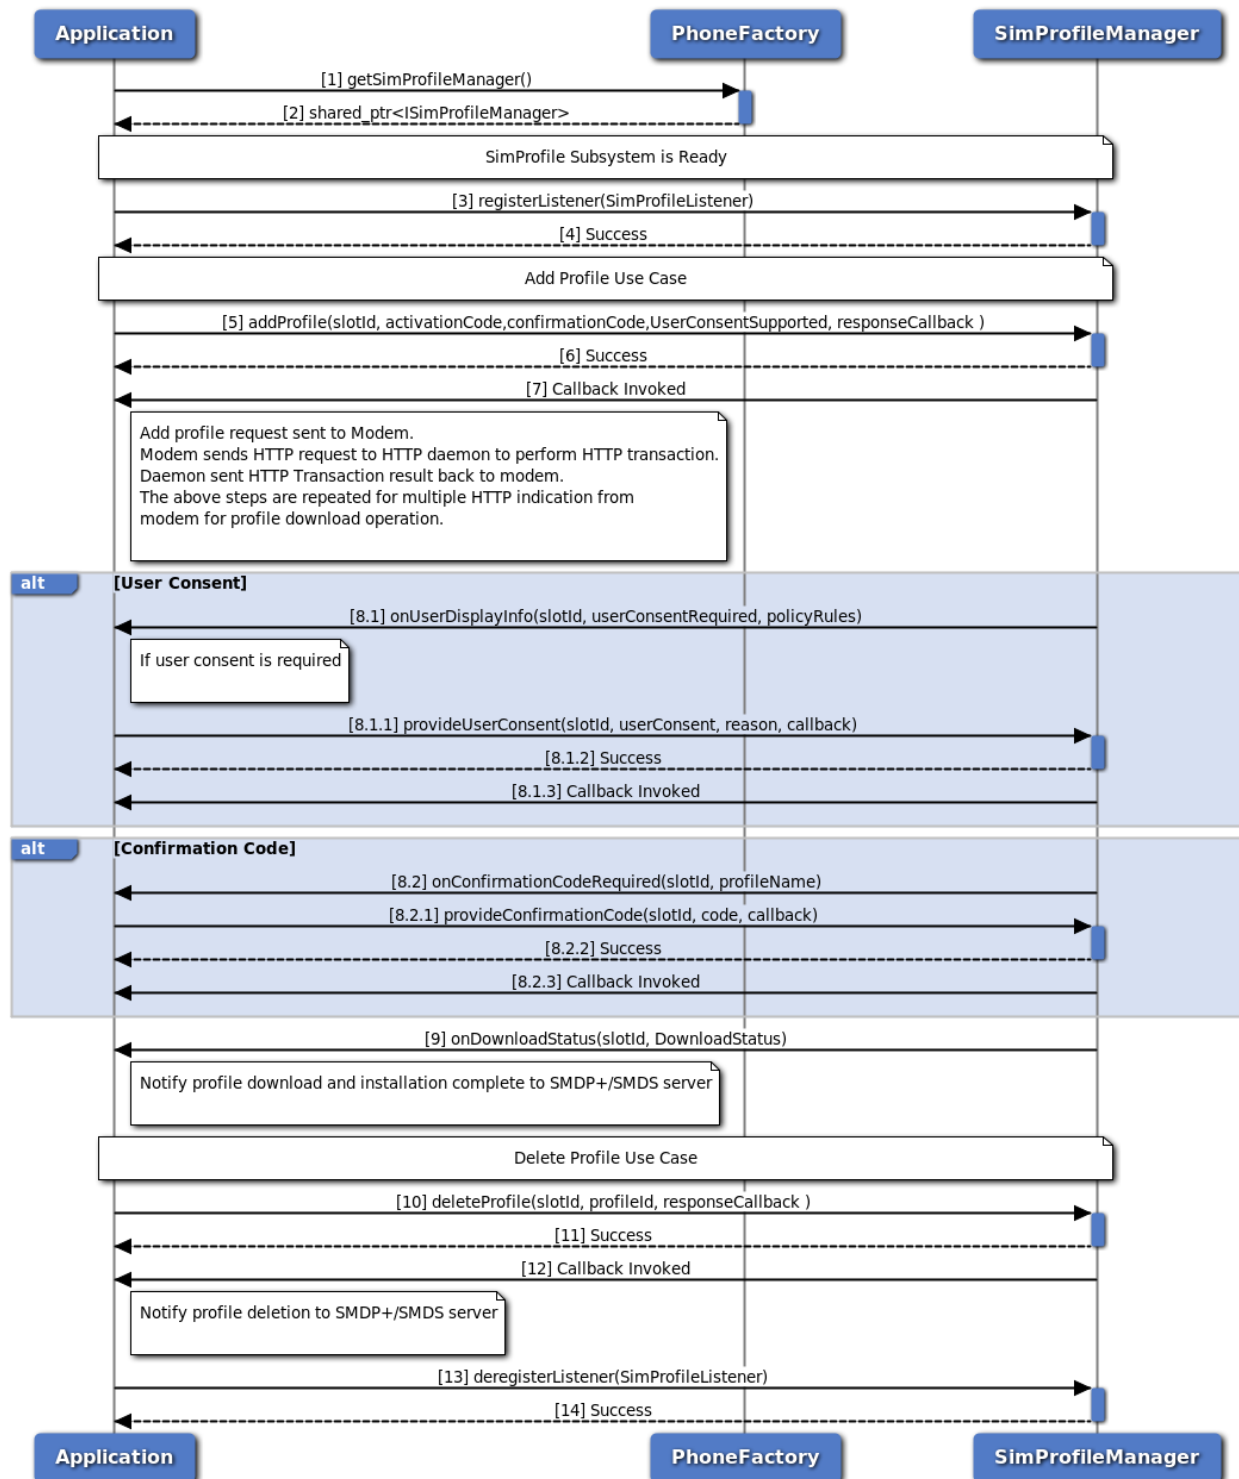 Application PhoneFactory SimProfileManager
[1] getSimProfileManager()
[2] shared_ptr<ISimProfileManager>
SimProfile Subsystem is Ready
[3] registerListener(SimProfileListener)
[4] Success
Add Profile Use Case
[5] addProfile(slotId, activationCode,confirmationCode,UserConsentSupported, responseCallback )
[6] Success
[7] Callback Invoked
Add profile request sent to Modem.
Modem sends HTTP request to HTTP daemon to perform HTTP transaction.
Daemon sent HTTP Transaction result back to modem.
The above steps are repeated for multiple HTTP indication from
modem for profile download operation.
alt [User Consent]
[8.1] onUserDisplayInfo(slotId, userConsentRequired, policyRules)
If user consent is required
[8.1.1] provideUserConsent(slotId, userConsent, reason, callback)
[8.1.2] Success
[8.1.3] Callback Invoked
alt [Confirmation Code]
[8.2] onConfirmationCodeRequired(slotId, profileName)
[8.2.1] provideConfirmationCode(slotId, code, callback)
[8.2.2] Success
[8.2.3] Callback Invoked
[9] onDownloadStatus(slotId, DownloadStatus)
Notify profile download and installation complete to SMDP+/SMDS server
Delete Profile Use Case
[10] deleteProfile(slotId, profileId, responseCallback )
[11] Success
[12] Callback Invoked
Notify profile deletion to SMDP+/SMDS server
[13] deregisterListener(SimProfileListener)
[14] Success
Application PhoneFactory SimProfileManager